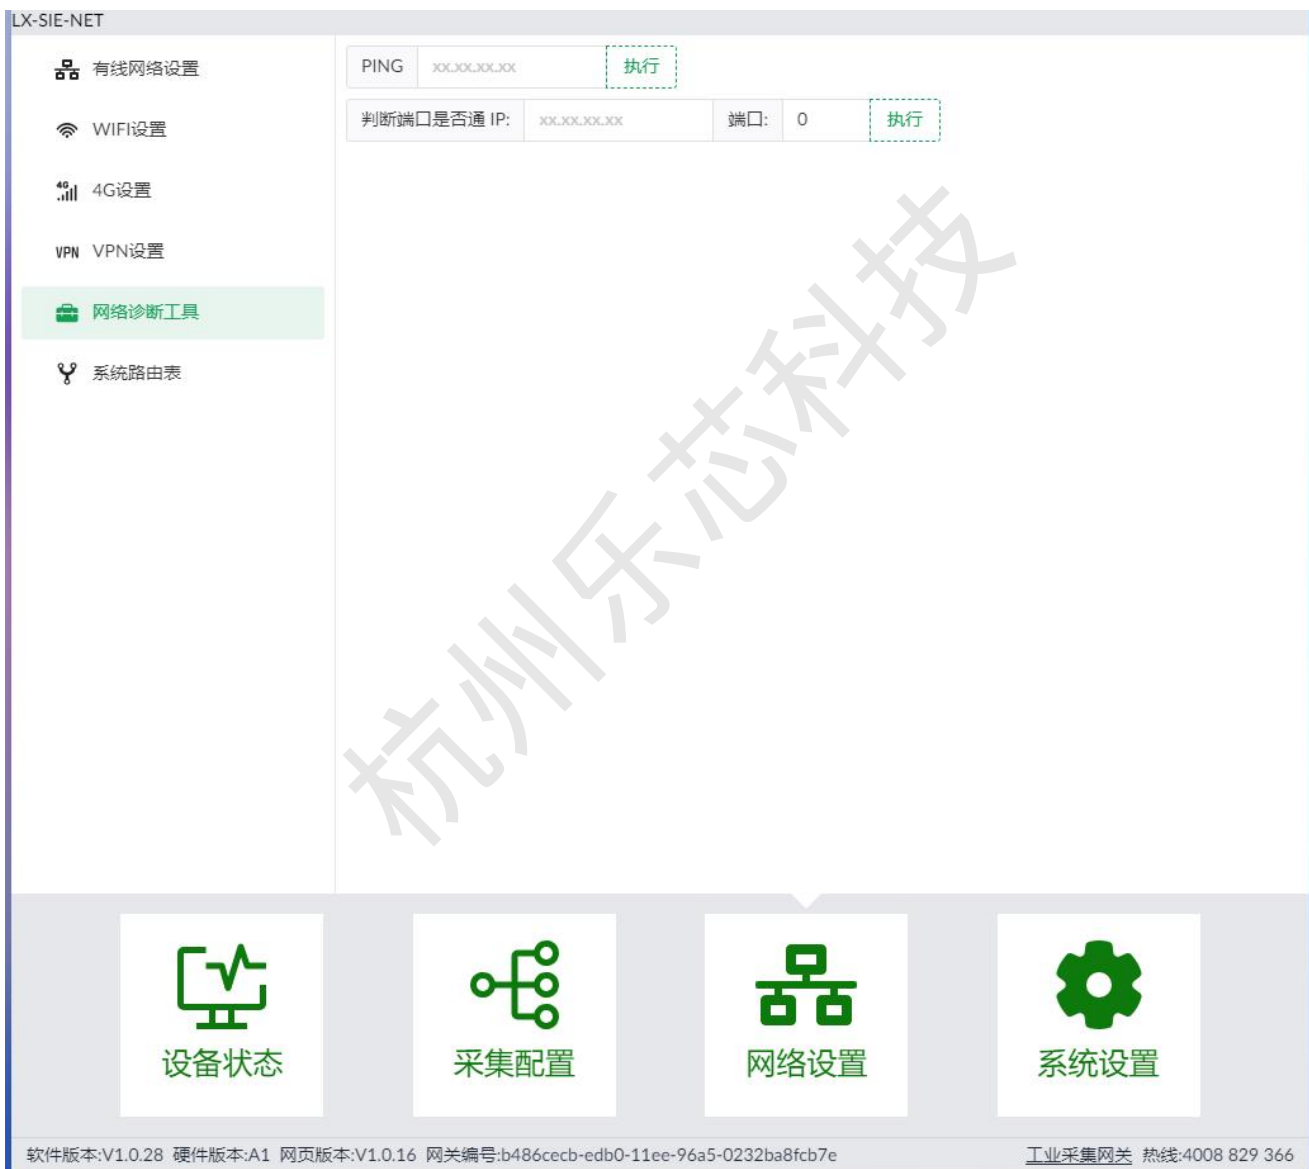 LX-SIE-NET
有线网络设置
WIFI设置
4G
4G设置
VPN VPN设置
网络诊断工具
系统路由表
PING xx.xx.xx.xx 执行
判断端口是否通 IP: xx.xx.xx.xx 端口: 0 执行
杭州乐芯科技
设备状态 采集配置 网络设置 系统设置
软件版本:V1.0.28 硬件版本:A1 网页版本:V1.0.16 网关编号:b486cecb-edb0-11ee-96a5-0232ba8fcb7e 工业采集网关 热线:4008 829 366